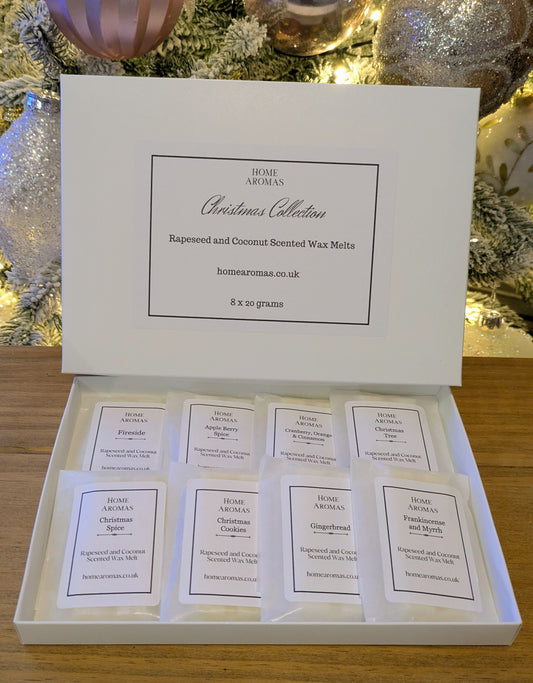 HOME
AROMAS
Christmas Collection
Rapeseed and Coconut Scented Wax Melts
homearomas.co.uk
8 x 20 grams
HOME
AROMAS
Fireside
Rapeseed and Coconut
Scented Wax Melt
homearomas.co.uk
HOME
AROMAS
Apple Berry
Spice
Rapeseed and Coconut
Scented Wax Melt
HOME
AROMAS
Cranberry, Orange
& Cinnamon
Rapeseed and Coconut
Scented Wax Melt
HOME
AROMAS
Christmas
Tree
Rapeseed and Coconut
Scented Wax Melt
HOME
AROMAS
Christmas
Spice
Rapeseed and Coconut
Scented Wax Melt
homearomas.co.uk
HOME
AROMAS
Christmas
Cookies
Rapeseed and Coconut
Scented Wax Melt
homearomas.co.uk
HOME
AROMAS
Gingerbread
Rapeseed and Coconut
Scented Wax Melt
homearomas.co.uk
HOME
AROMAS
Frankincense
and Myrrh
Rapeseed and Coconut
Scented Wax Melt
homearomas.co.uk